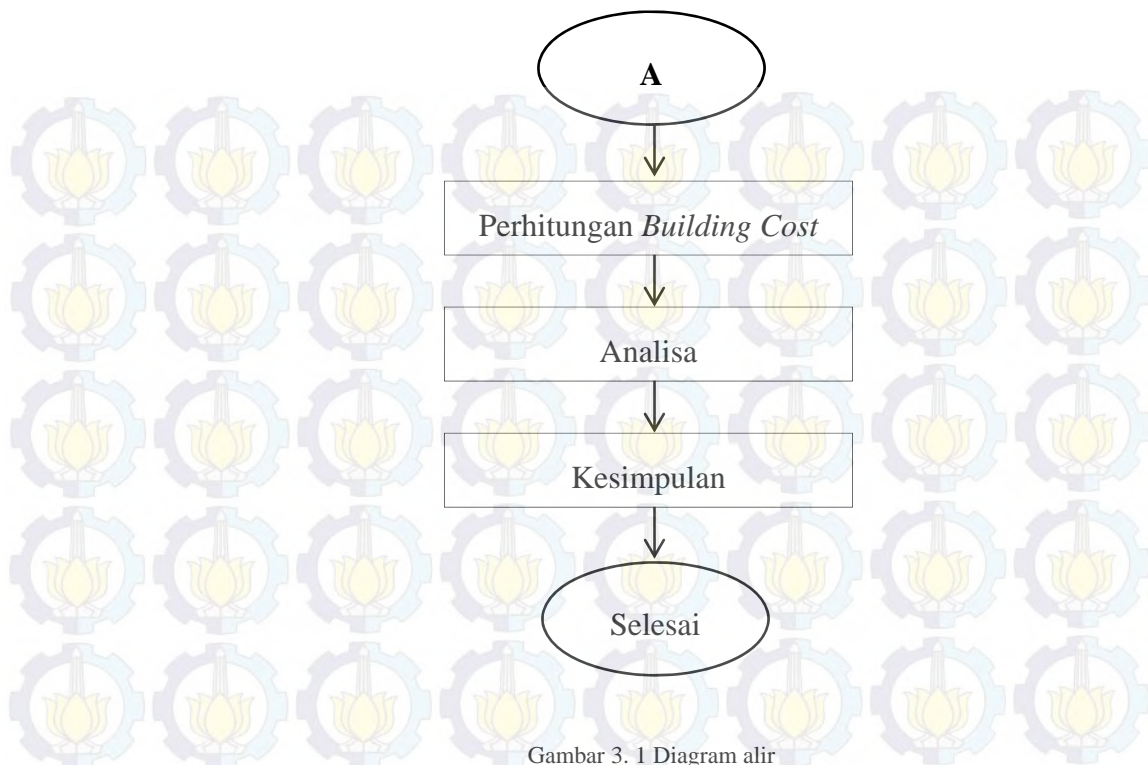 A
Perhitungan Building Cost
Analisa
Kesimpulan
Selesai
Gambar 3. 1 Diagram alir